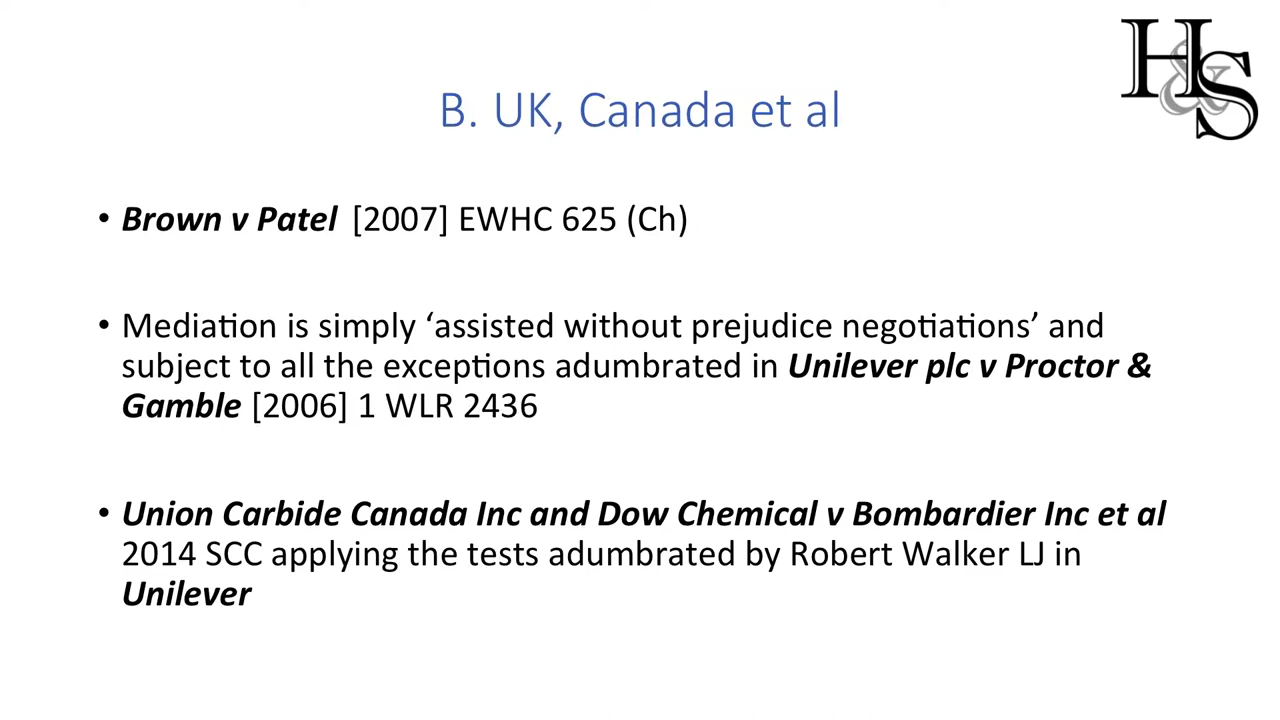 H&S
B. UK, Canada et al
• Brown v Patel [2007] EWHC 625 (Ch)
• Mediation is simply ‘assisted without prejudice negotiations’ and
subject to all the exceptions adumbrated in Unilever plc v Proctor &
Gamble [2006] 1 WLR 2436
• Union Carbide Canada Inc and Dow Chemical v Bombardier Inc et al
2014 SCC applying the tests adumbrated by Robert Walker LJ in
Unilever